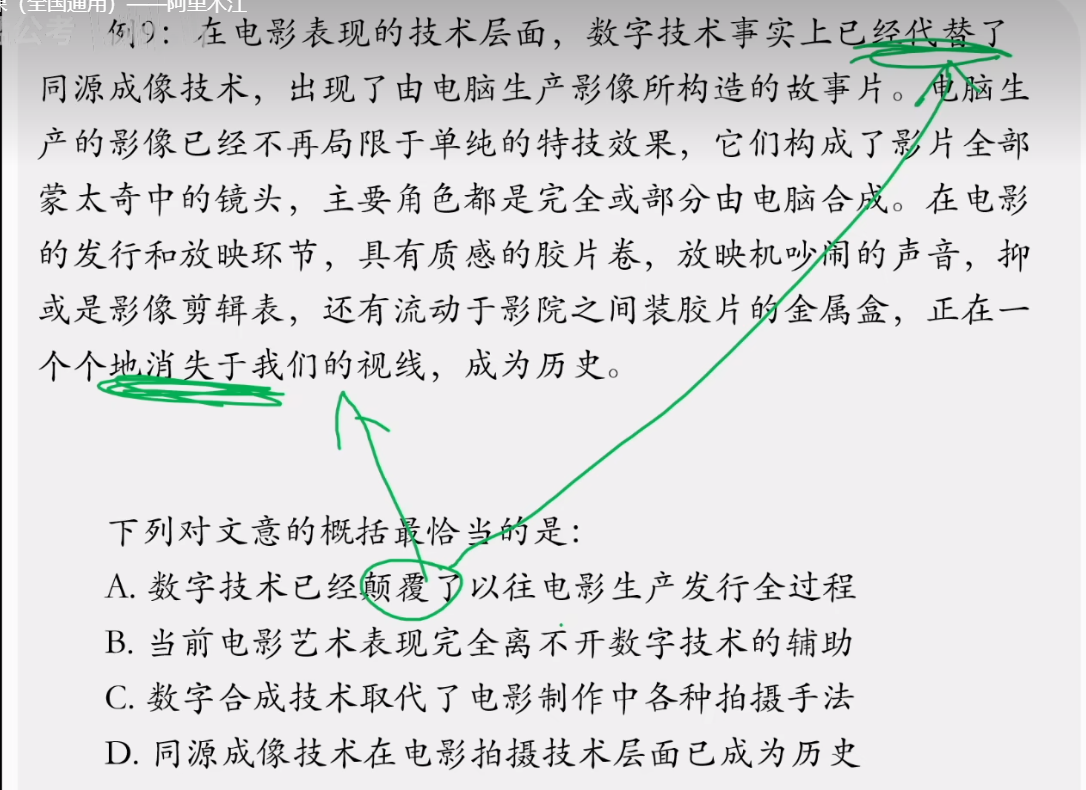 课（全国通用）——阿里木江
公考
例9：在电影表现的技术层面，数字技术事实上已经代替了
同源成像技术，出现了由电脑生产影像所构造的故事片。电脑生
产的影像已经不再局限于单纯的特技效果，它们构成了影片全部
蒙太奇中的镜头，主要角色都是完全或部分由电脑合成。在电影
的发行和放映环节，具有质感的胶片卷，放映机吵闹的声音，抑
或是影像剪辑表，还有流动于影院之间装胶片的金属盒，正在一
个个地消失于我们的视线，成为历史。
下列对文意的概括最恰当的是：
A. 数字技术已经颠覆了以往电影生产发行全过程
B. 当前电影艺术表现完全离不开数字技术的辅助
C. 数字合成技术取代了电影制作中各种拍摄手法
D. 同源成像技术在电影拍摄技术层面已成为历史